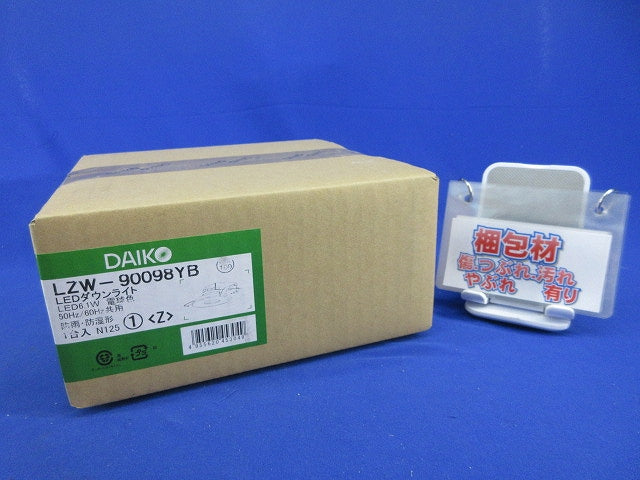 DAIKO
LZW-90098YB
LEDダウンライト
LED6.1W 電球色
50Hz/60Hz共用
防雨・防湿形
1台入 N125 ① <Z>
梱包材
傷,つぶれ,汚れ
やぶれ 有り